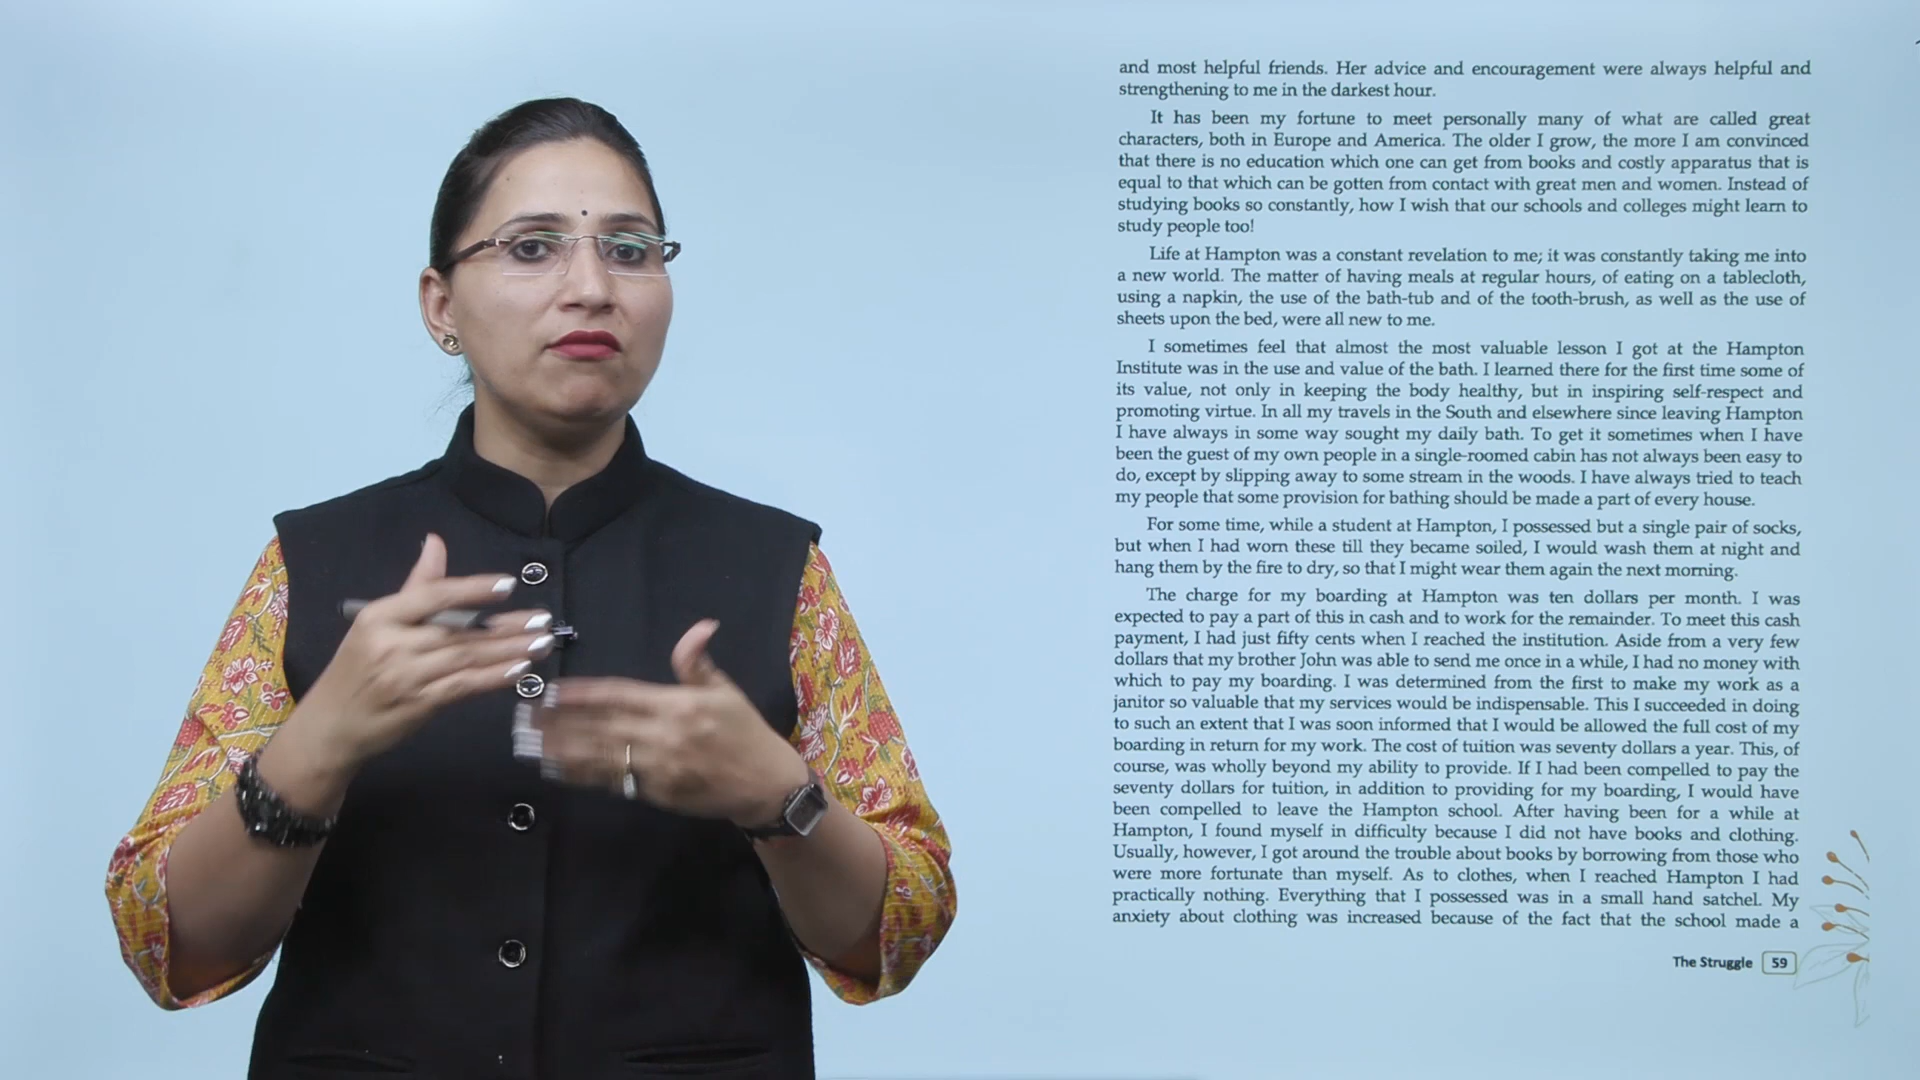 and most helpful friends. Her advice and encouragement were always helpful and
strengthening to me in the darkest hour.
It has been my fortune to meet personally many of what are called great
characters, both in Europe and America. The older I grow, the more I am convinced
that there is no education which one can get from books and costly apparatus that is
equal to that which can be gotten from contact with great men and women. Instead of
studying books so constantly, how I wish that our schools and colleges might learn to
study people too!
Life at Hampton was a constant revelation to me; it was constantly taking me into
a new world. The matter of having meals at regular hours, of eating on a tablecloth,
using a napkin, the use of the bath-tub and of the tooth-brush, as well as the use of
sheets upon the bed, were all new to me.
I sometimes feel that almost the most valuable lesson I got at the Hampton
Institute was in the use and value of the bath. I learned there for the first time some of
its value, not only in keeping the body healthy, but in inspiring self-respect and
promoting virtue. In all my travels in the South and elsewhere since leaving Hampton
I have always in some way sought my daily bath. To get it sometimes when I have
been the guest of my own people in a single-roomed cabin has not always been easy to
do, except by slipping away to some stream in the woods. I have always tried to teach
my people that some provision for bathing should be made a part of every house.
For some time, while a student at Hampton, I possessed but a single pair of socks,
but when I had worn these till they became soiled, I would wash them at night and
hang them by the fire to dry, so that I might wear them again the next morning.
The charge for my boarding at Hampton was ten dollars per month. I was
expected to pay a part of this in cash and to work for the remainder. To meet this cash
payment, I had just fifty cents when I reached the institution. Aside from a very few
dollars that my brother John was able to send me once in a while, I had no money with
which to pay my boarding. I was determined from the first to make my work as a
janitor so valuable that my services would be indispensable. This I succeeded in doing
to such an extent that I was soon informed that I would be allowed the full cost of my
boarding in return for my work. The cost of tuition was seventy dollars a year. This, of
course, was wholly beyond my ability to provide. If I had been compelled to pay the
seventy dollars for tuition, in addition to providing for my boarding, I would have
been compelled to leave the Hampton school. After having been for a while at
Hampton, I found myself in difficulty because I did not have books and clothing.
Usually, however, I got around the trouble about books by borrowing from those who
were more fortunate than myself. As to clothes, when I reached Hampton I had
practically nothing. Everything that I possessed was in a small hand satchel. My
anxiety about clothing was increased because of the fact that the school made a
The Struggle 59